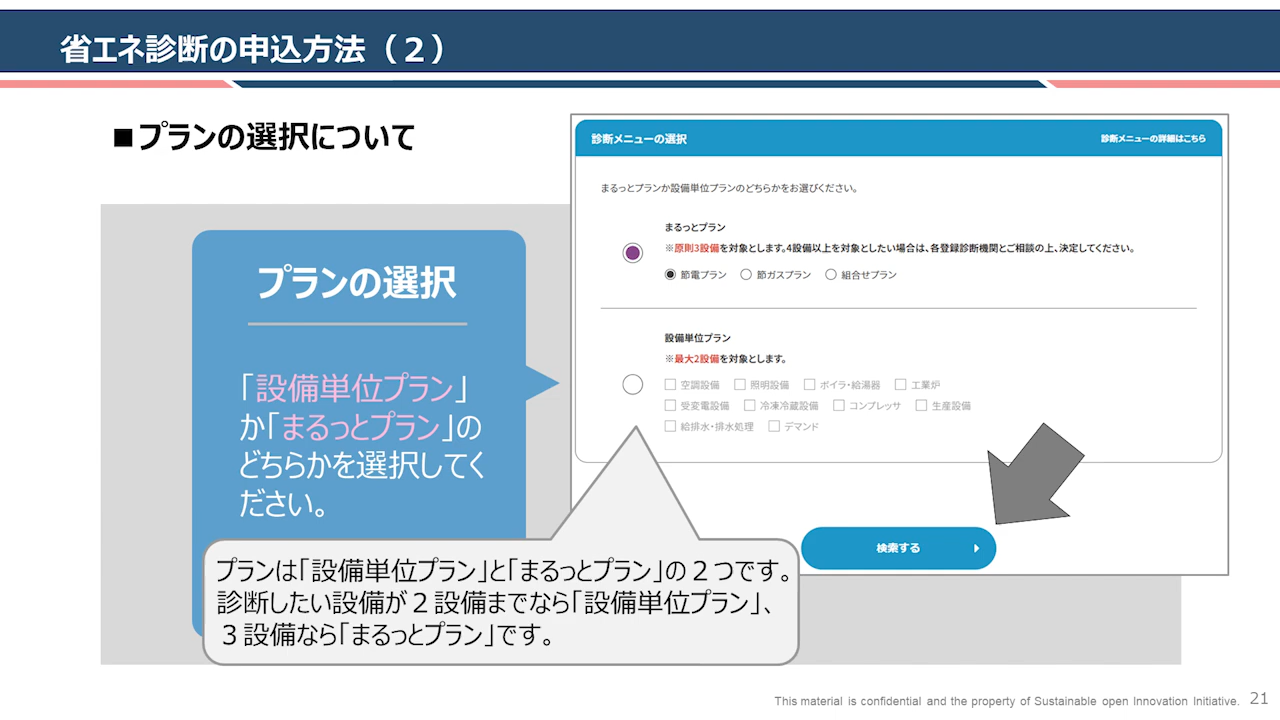 省エネ診断の申込方法（２）
■プランの選択について
プランの選択
「設備単位プラン」
か「まるっとプラン」の
どちらかを選択してく
ださい。
診断メニューの選択
診断メニューの詳細はこちら
まるっとプランか設備単位プランのどちらかをお選びください。
まるっとプラン
※原則3設備を対象とします。4設備以上を対象としたい場合は、各登録診断機関とご相談の上、決定してください。
節電プラン 節ガスプラン 組合せプラン
設備単位プラン
※最大2設備を対象とします。
空調設備 照明設備 ボイラ・給湯器 工業炉
受変電設備 冷凍冷蔵設備 コンプレッサ 生産設備
給排水・排水処理 デマンド
検索する
プランは「設備単位プラン」と「まるっとプラン」の２つです。
診断したい設備が２設備までなら「設備単位プラン」、
３設備なら「まるっとプラン」です。
This material is confidential and the property of Sustainable open Innovation Initiative.
21